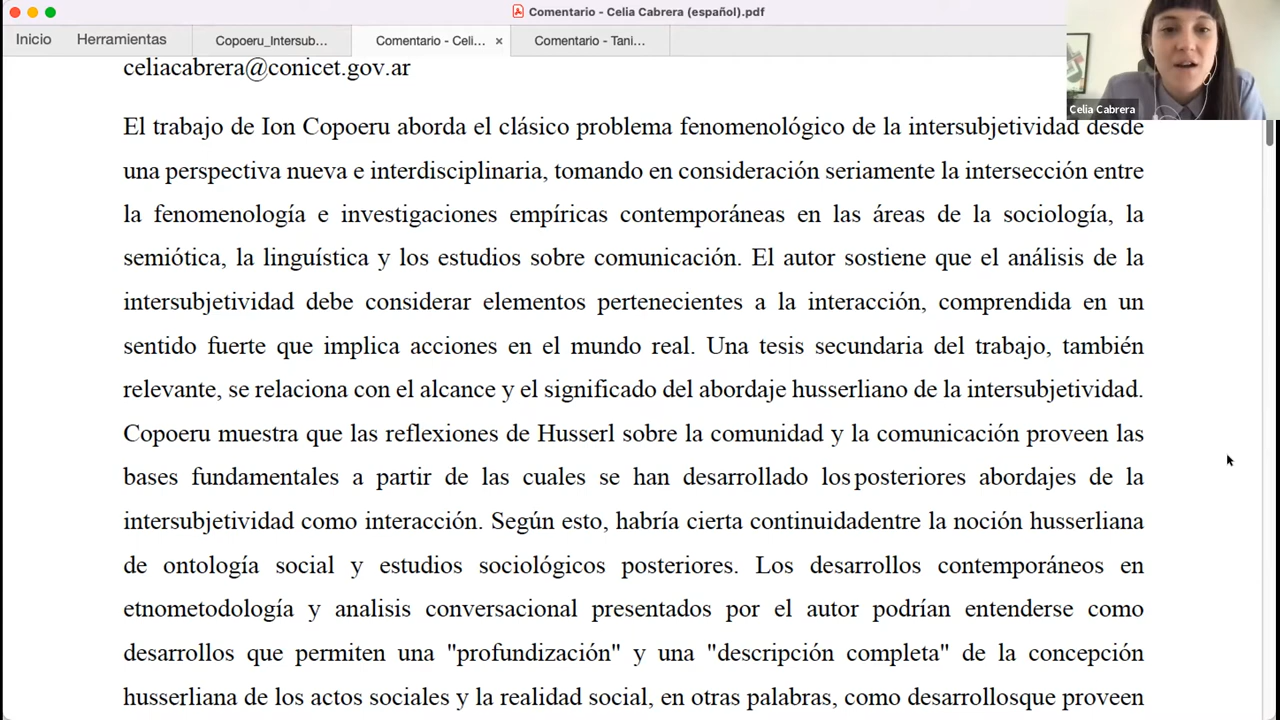 Comentario - Celia Cabrera (español).pdf
Inicio
Herramientas
Copoeru_Intersub...
Comentario - Celi...
×
Comentario - Tani...
Celia Cabrera
celiacabrera@conicet.gov.ar
El trabajo de Ion Copoeru aborda el clásico problema fenomenológico de la intersubjetividad desde
una perspectiva nueva e interdisciplinaria, tomando en consideración seriamente la intersección entre
la fenomenología e investigaciones empíricas contemporáneas en las áreas de la sociología, la
semiótica, la linguística y los estudios sobre comunicación. El autor sostiene que el análisis de la
intersubjetividad debe considerar elementos pertenecientes a la interacción, comprendida en un
sentido fuerte que implica acciones en el mundo real. Una tesis secundaria del trabajo, también
relevante, se relaciona con el alcance y el significado del abordaje husserliano de la intersubjetividad.
Copoeru muestra que las reflexiones de Husserl sobre la comunidad y la comunicación proveen las
bases fundamentales a partir de las cuales se han desarrollado los posteriores abordajes de la
intersubjetividad como interacción. Según esto, habría cierta continuidadentre la noción husserliana
de ontología social y estudios sociológicos posteriores. Los desarrollos contemporáneos en
etnometodología y analisis conversacional presentados por el autor podrían entenderse como
desarrollos que permiten una "profundización" y una "descripción completa" de la concepción
husserliana de los actos sociales y la realidad social, en otras palabras, como desarrollosque proveen